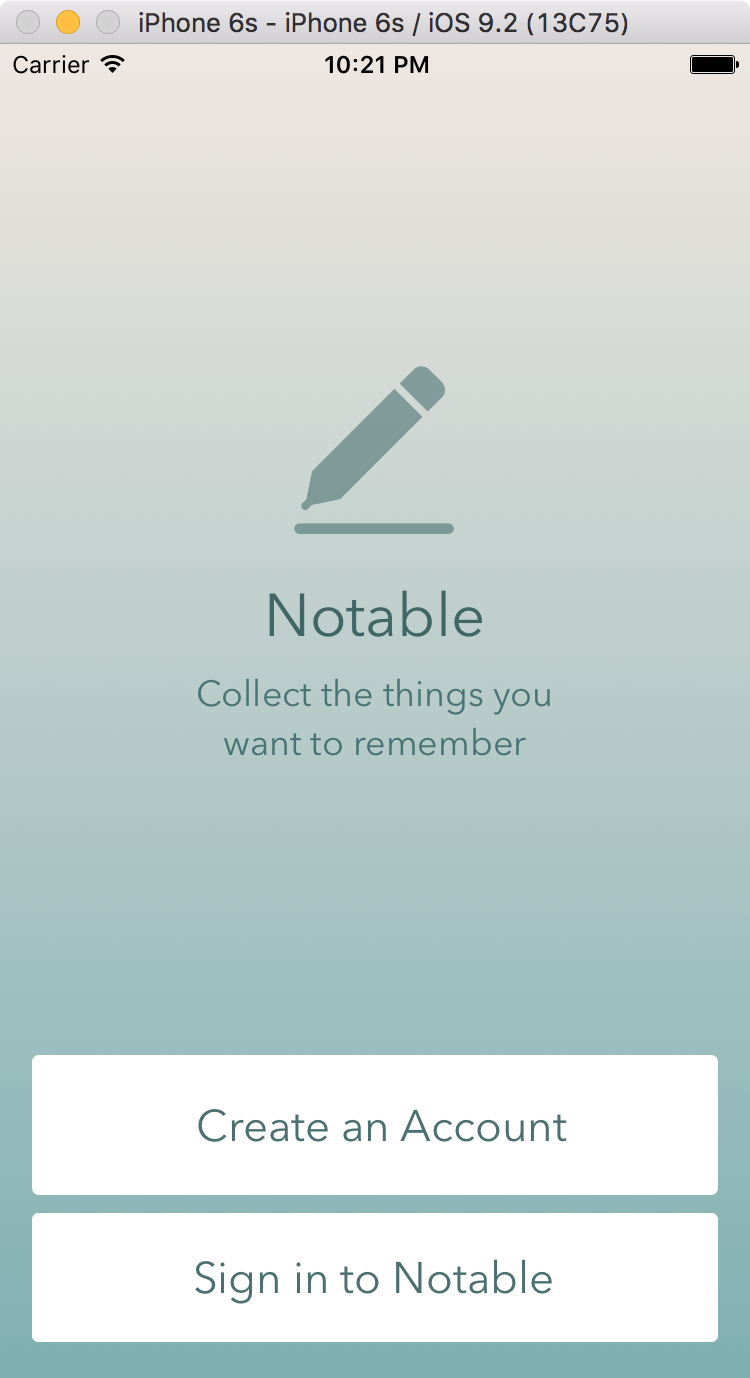 iPhone 6s - iPhone 6s / iOS 9.2 (13C75)
Carrier 10:21 PM
Notable
Collect the things you
want to remember
Create an Account
Sign in to Notable